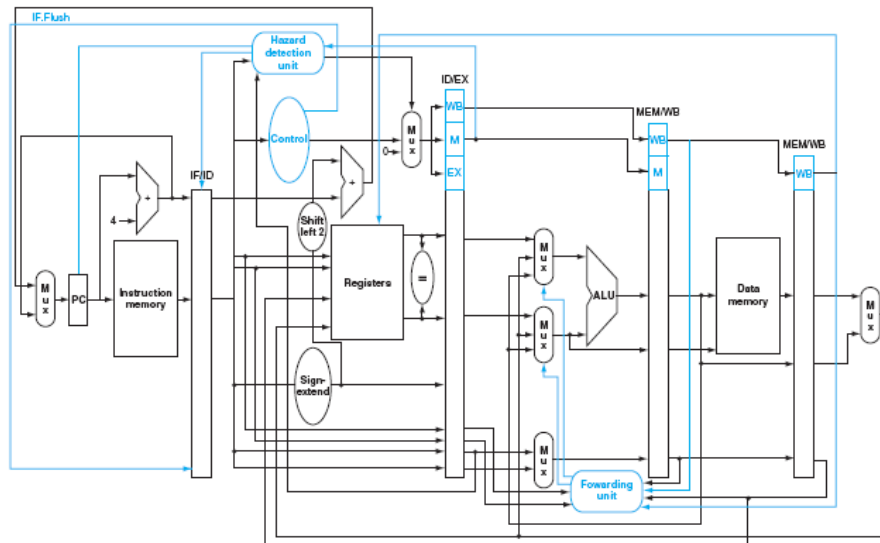 IF.Flush
Hazard
detection
unit
ID/EX
WB
M
EX
Control
M
u
x
0
MEM/WB
WB
M
MEM/WB
WB
IF/ID
+
4
+
Shift
left 2
M
u
x
PC
Instruction
memory
Registers
=
M
u
x
M
u
x
ALU
Data
memory
M
u
x
Sign-
extend
M
u
x
Fowarding
unit